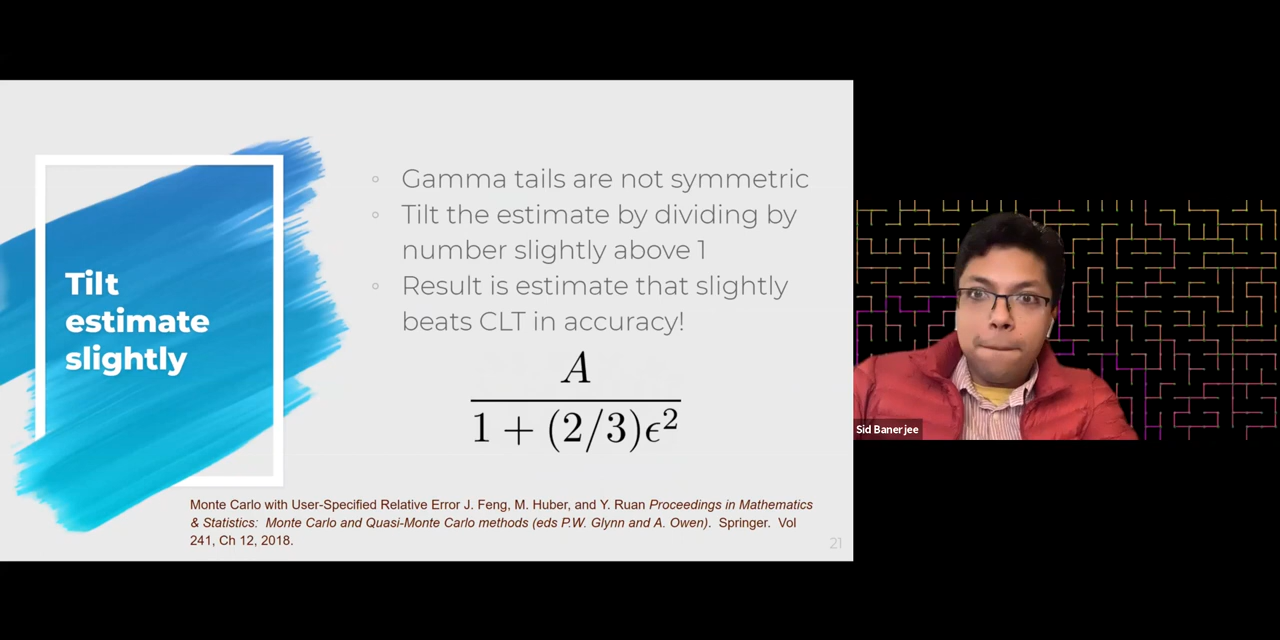 Tilt
estimate
slightly
◦ Gamma tails are not symmetric
◦ Tilt the estimate by dividing by
number slightly above 1
◦ Result is estimate that slightly
beats CLT in accuracy!
A
1 + (2/3)ϵ²
Monte Carlo with User-Specified Relative Error J. Feng, M. Huber, and Y. Ruan Proceedings in Mathematics
& Statistics: Monte Carlo and Quasi-Monte Carlo methods (eds P.W. Glynn and A. Owen). Springer. Vol
241, Ch 12, 2018.
21
Sid Banerjee